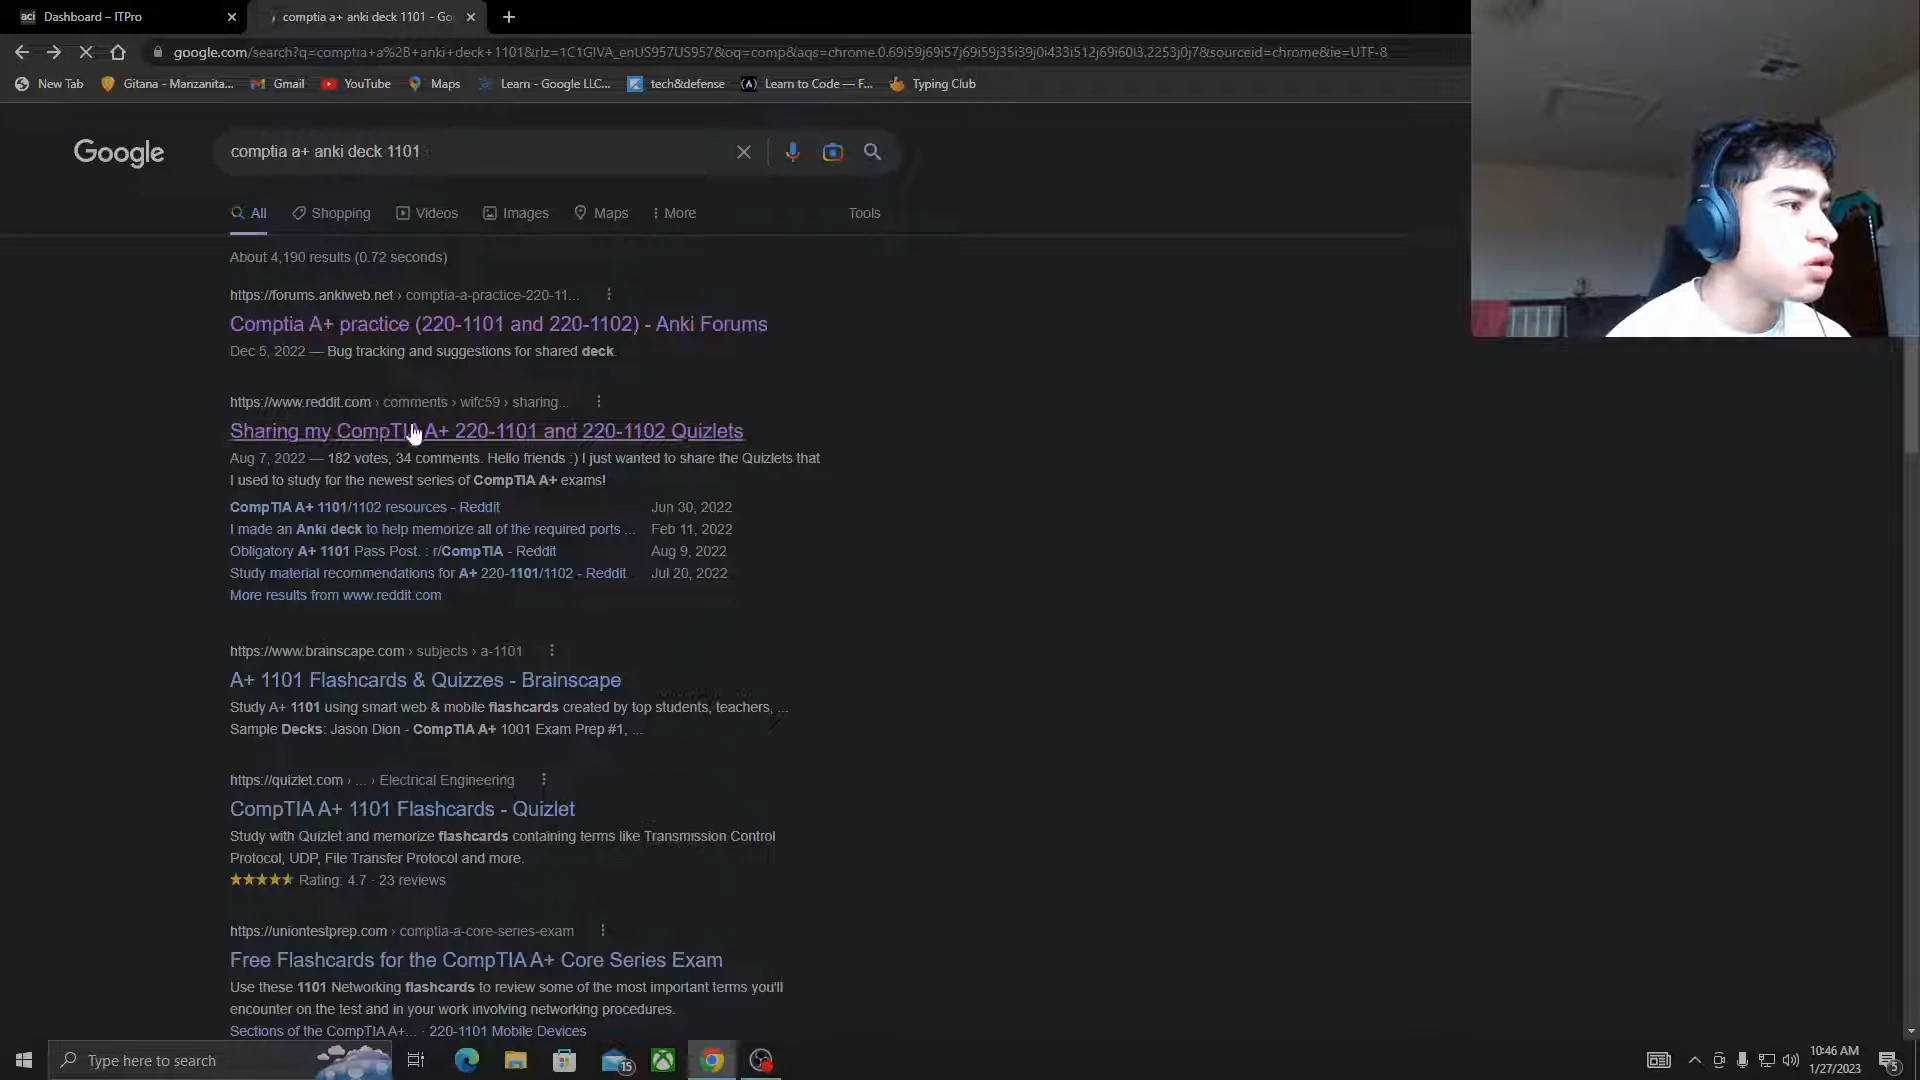 aci Dashboard – ITPro
comptia a+ anki deck 1101 - Go
google.com/search?q=comptia+a%2B+anki+deck+1101&rlz=1C1GIVA_enUS957US957&oq=comp&aqs=chrome.0.69i59j69i57j69i59j35i39j0i433i512j69i60l3.2253j0j7&sourceid=chrome&ie=UTF-8
New Tab
Gitana - Manzanita...
Gmail
YouTube
Maps
Learn - Google LLC...
tech&defense
(A) Learn to Code — F...
Typing Club
Google
comptia a+ anki deck 1101
All
Shopping
Videos
Images
Maps
More
Tools
About 4,190 results (0.72 seconds)
https://forums.ankiweb.net › comptia-a-practice-220-11...
Comptia A+ practice (220-1101 and 220-1102) - Anki Forums
Dec 5, 2022 — Bug tracking and suggestions for shared deck.
https://www.reddit.com › comments › wifc59 › sharing...
Sharing my CompTIA A+ 220-1101 and 220-1102 Quizlets
Aug 7, 2022 — 182 votes, 34 comments. Hello friends :) I just wanted to share the Quizlets that
I used to study for the newest series of CompTIA A+ exams!
CompTIA A+ 1101/1102 resources - Reddit Jun 30, 2022
I made an Anki deck to help memorize all of the required ports ... Feb 11, 2022
Obligatory A+ 1101 Pass Post. : r/CompTIA - Reddit Aug 9, 2022
Study material recommendations for A+ 220-1101/1102 - Reddit Jul 20, 2022
More results from www.reddit.com
https://www.brainscape.com › subjects › a-1101
A+ 1101 Flashcards & Quizzes - Brainscape
Study A+ 1101 using smart web & mobile flashcards created by top students, teachers, ...
Sample Decks: Jason Dion - CompTIA A+ 1001 Exam Prep #1, ...
https://quizlet.com › ... › Electrical Engineering
CompTIA A+ 1101 Flashcards - Quizlet
Study with Quizlet and memorize flashcards containing terms like Transmission Control
Protocol, UDP, File Transfer Protocol and more.
Rating: 4.7 · 23 reviews
https://uniontestprep.com › comptia-a-core-series-exam
Free Flashcards for the CompTIA A+ Core Series Exam
Use these 1101 Networking flashcards to review some of the most important terms you'll
encounter on the test and in your work involving networking procedures.
Sections of the CompTIA A+... · 220-1101 Mobile Devices
Type here to search
15
10:46 AM
1/27/2023
5